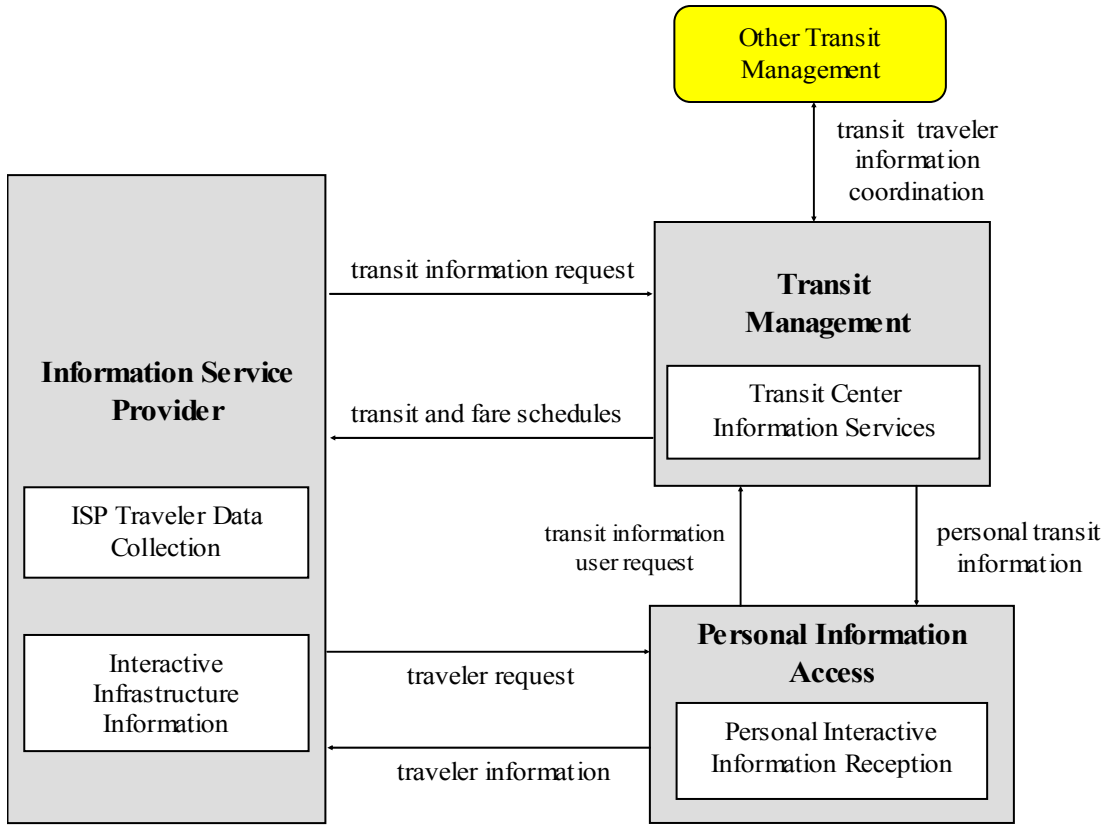 Other Transit
Management
transit traveler
information
coordination
transit information request
Transit
Management
Information Service
Provider
transit and fare schedules
Transit Center
Information Services
ISP Traveler Data
Collection
transit information
user request
personal transit
information
Interactive
Infrastructure
Information
traveler request
Personal Information
Access
Personal Interactive
Information Reception
traveler information